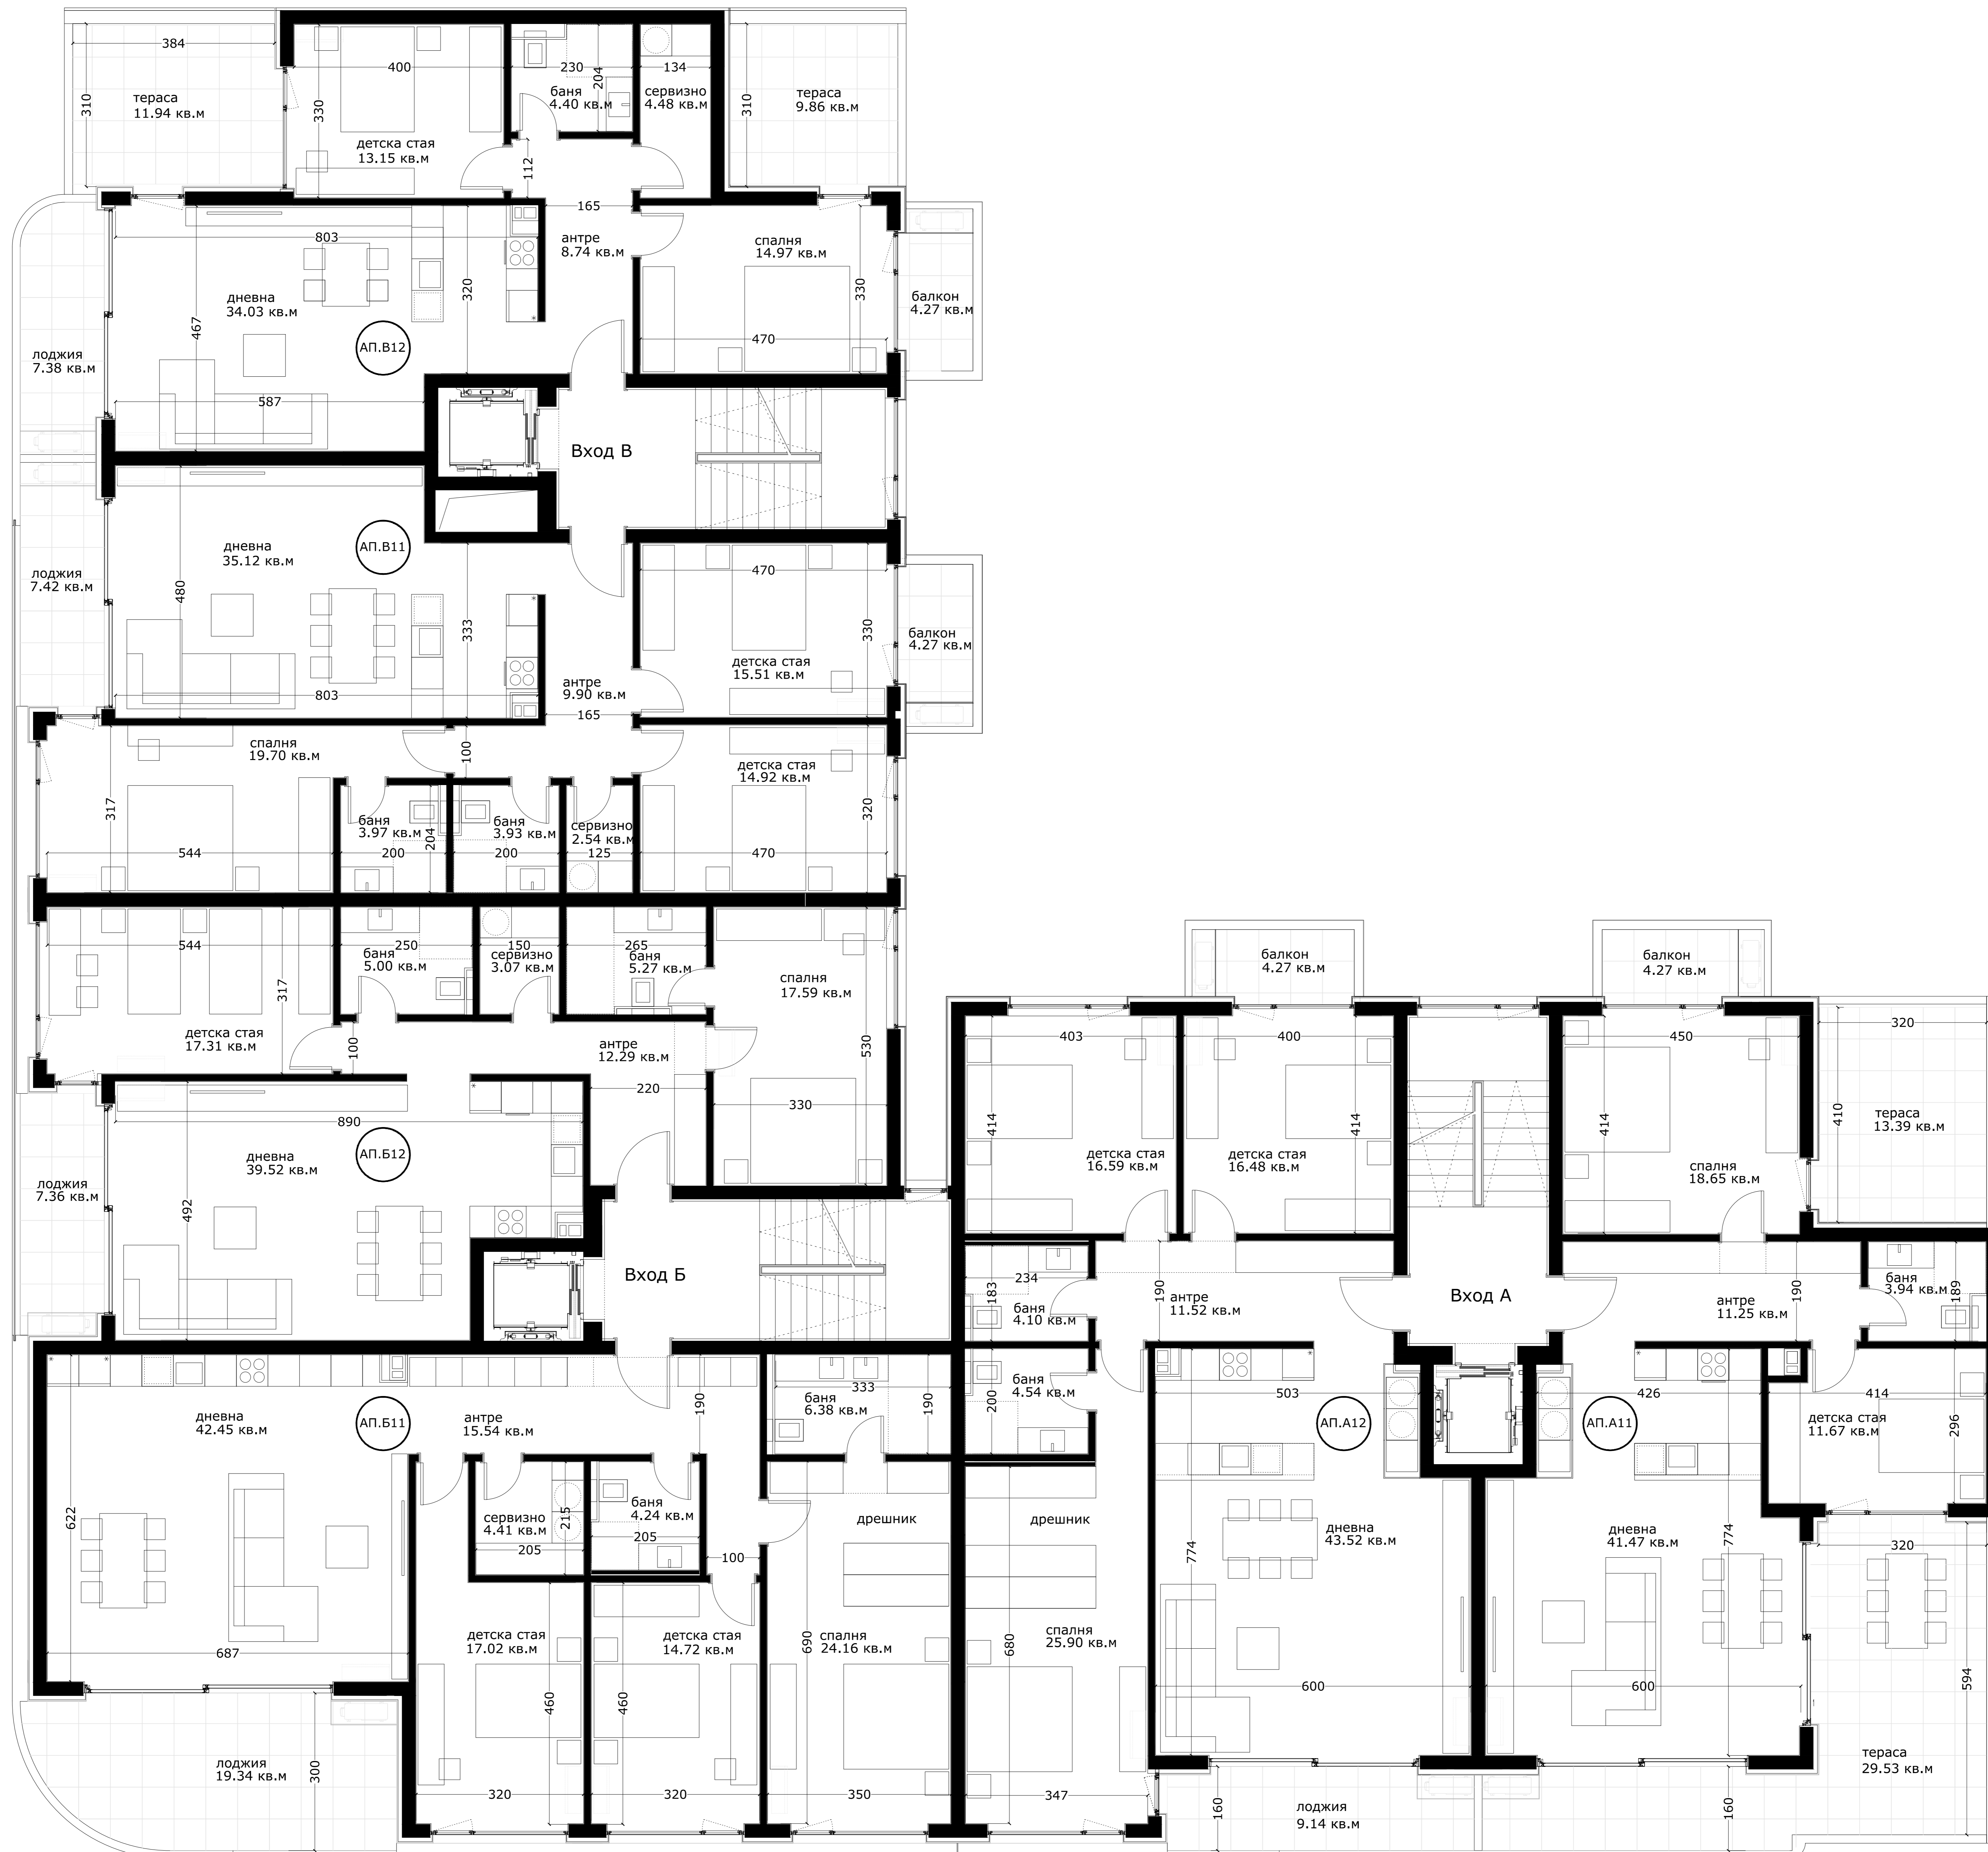 384
310
тераса
11.94 кв.м
400
330
детска стая
13.15 кв.м
230
204
баня
4.40 кв.м
134
сервизно
4.48 кв.м
112
310
тераса
9.86 кв.м
165
803
антре
8.74 кв.м
спалня
14.97 кв.м
330
470
балкон
4.27 кв.м
дневна
34.03 кв.м
320
467
АП.В12
лоджия
7.38 кв.м
587
Вход В
дневна
35.12 кв.м
АП.В11
лоджия
7.42 кв.м
480
333
803
470
330
детска стая
15.51 кв.м
балкон
4.27 кв.м
антре
9.90 кв.м
165
спалня
19.70 кв.м
100
317
544
баня
3.97 кв.м
204
200
баня
3.93 кв.м
200
сервизно
2.54 кв.м
125
детска стая
14.92 кв.м
320
470
544
317
детска стая
17.31 кв.м
250
баня
5.00 кв.м
150
сервизно
3.07 кв.м
265
баня
5.27 кв.м
спалня
17.59 кв.м
530
330
100
антре
12.29 кв.м
220
890
АП.Б12
дневна
39.52 кв.м
492
лоджия
7.36 кв.м
Вход Б
балкон
4.27 кв.м
балкон
4.27 кв.м
403
414
детска стая
16.59 кв.м
400
414
детска стая
16.48 кв.м
450
414
спалня
18.65 кв.м
320
410
тераса
13.39 кв.м
234
183
баня
4.10 кв.м
190
антре
11.52 кв.м
Вход А
антре
11.25 кв.м
190
баня
3.94 кв.м
189
дневна
42.45 кв.м
АП.Б11
антре
15.54 кв.м
190
333
баня
6.38 кв.м
190
баня
4.54 кв.м
200
503
АП.А12
АП.А11
426
414
детска стая
11.67 кв.м
296
622
687
сервизно
4.41 кв.м
215
205
баня
4.24 кв.м
205
100
дрешник
дрешник
774
дневна
43.52 кв.м
дневна
41.47 кв.м
774
320
детска стая
17.02 кв.м
460
320
детска стая
14.72 кв.м
460
320
690
спалня
24.16 кв.м
350
680
спалня
25.90 кв.м
347
600
600
594
тераса
29.53 кв.м
лоджия
19.34 кв.м
300
160
лоджия
9.14 кв.м
160